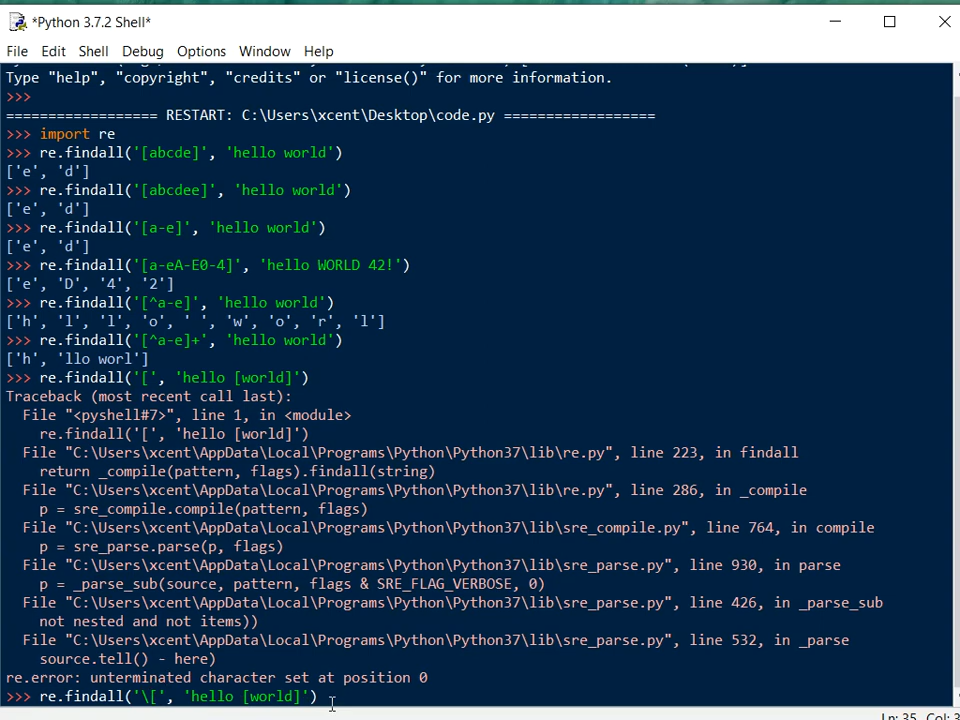 *Python 3.7.2 Shell*
File Edit Shell Debug Options Window Help
Type "help", "copyright", "credits" or "license()" for more information.
>>>
================== RESTART: C:\Users\xcent\Desktop\code.py ==================
>>> import re
>>> re.findall('[abcde]', 'hello world')
['e', 'd']
>>> re.findall('[abcdee]', 'hello world')
['e', 'd']
>>> re.findall('[a-e]', 'hello world')
['e', 'd']
>>> re.findall('[a-eA-E0-4]', 'hello WORLD 42!')
['e', 'D', '4', '2']
>>> re.findall('[^a-e]', 'hello world')
['h', 'l', 'l', 'o', ' ', 'w', 'o', 'r', 'l']
>>> re.findall('[^a-e]+', 'hello world')
['h', 'llo worl']
>>> re.findall('[', 'hello [world]')
Traceback (most recent call last):
  File "<pyshell#7>", line 1, in <module>
    re.findall('[', 'hello [world]')
  File "C:\Users\xcent\AppData\Local\Programs\Python\Python37\lib\re.py", line 223, in findall
    return _compile(pattern, flags).findall(string)
  File "C:\Users\xcent\AppData\Local\Programs\Python\Python37\lib\re.py", line 286, in _compile
    p = sre_compile.compile(pattern, flags)
  File "C:\Users\xcent\AppData\Local\Programs\Python\Python37\lib\sre_compile.py", line 764, in compile
    p = sre_parse.parse(p, flags)
  File "C:\Users\xcent\AppData\Local\Programs\Python\Python37\lib\sre_parse.py", line 930, in parse
    p = _parse_sub(source, pattern, flags & SRE_FLAG_VERBOSE, 0)
  File "C:\Users\xcent\AppData\Local\Programs\Python\Python37\lib\sre_parse.py", line 426, in _parse_sub
    not nested and not items))
  File "C:\Users\xcent\AppData\Local\Programs\Python\Python37\lib\sre_parse.py", line 532, in _parse
    source.tell() - here)
re.error: unterminated character set at position 0
>>> re.findall('\[', 'hello [world]')
Ln: 35 Col: